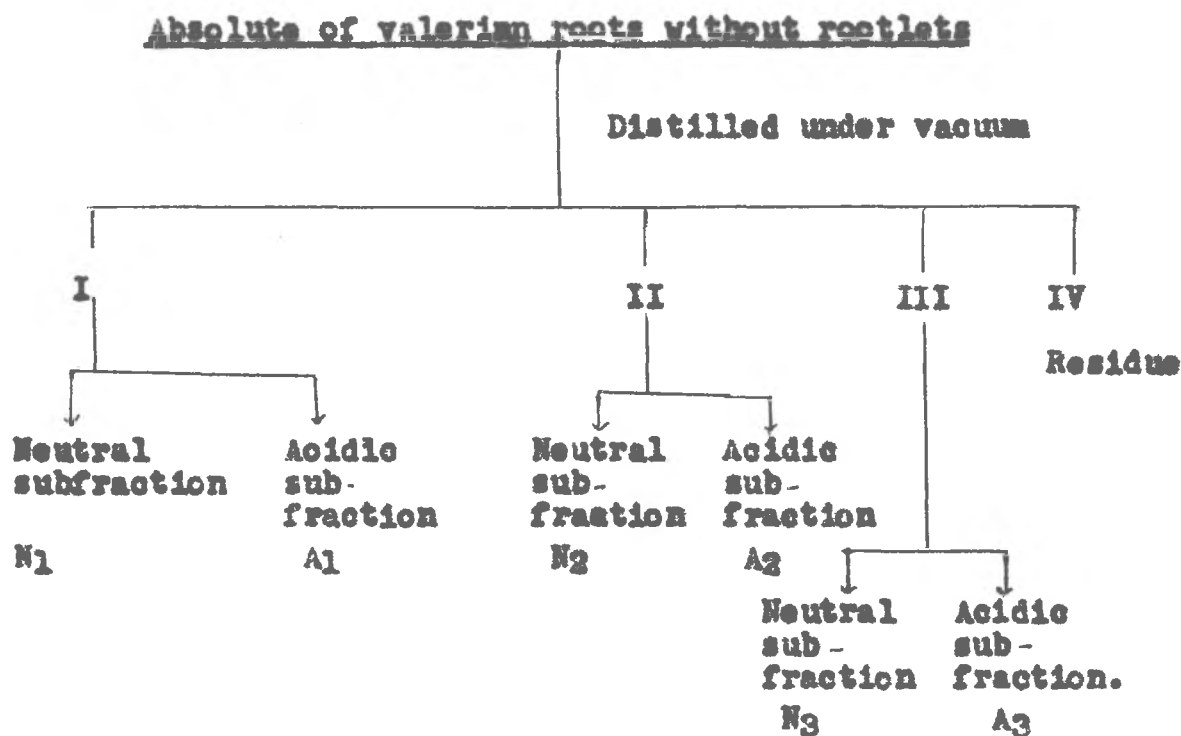 Absolute of valerian roots without rootlets
Distilled under vacuum
I
II
III
IV
Residue
Neutral
subfraction
N1
Acidic
sub-
fraction
A1
Neutral
sub-
fraction
N2
Acidic
sub-
fraction
A2
Neutral
sub-
fraction
N3
Acidic
sub-
fraction.
A3